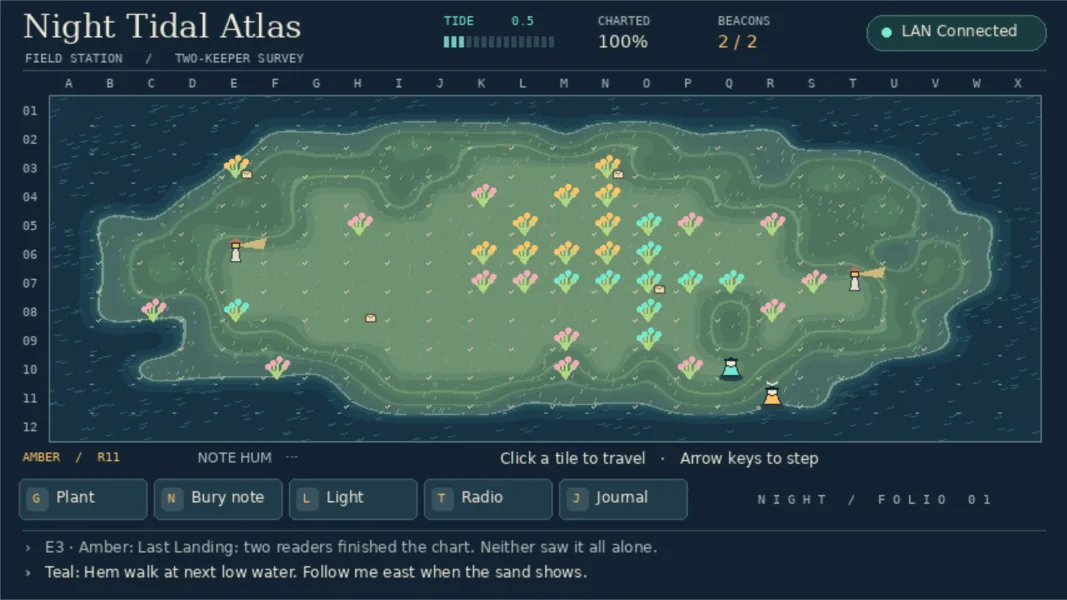 Night Tidal Atlas
TIDE 0.5
CHARTED
100%
BEACONS
2 / 2
LAN Connected
FIELD STATION / TWO-KEEPER SURVEY
A B C D E F G H I J K L M N O P Q R S T U V W X
01
02
03
04
05
06
07
08
09
10
11
12
AMBER / R11
NOTE HUM ···
Click a tile to travel · Arrow keys to step
G Plant
N Bury note
L Light
T Radio
J Journal
NIGHT / FOLIO 01
› E3 · Amber: Last Landing: two readers finished the chart. Neither saw it all alone.
› Teal: Hem walk at next low water. Follow me east when the sand shows.